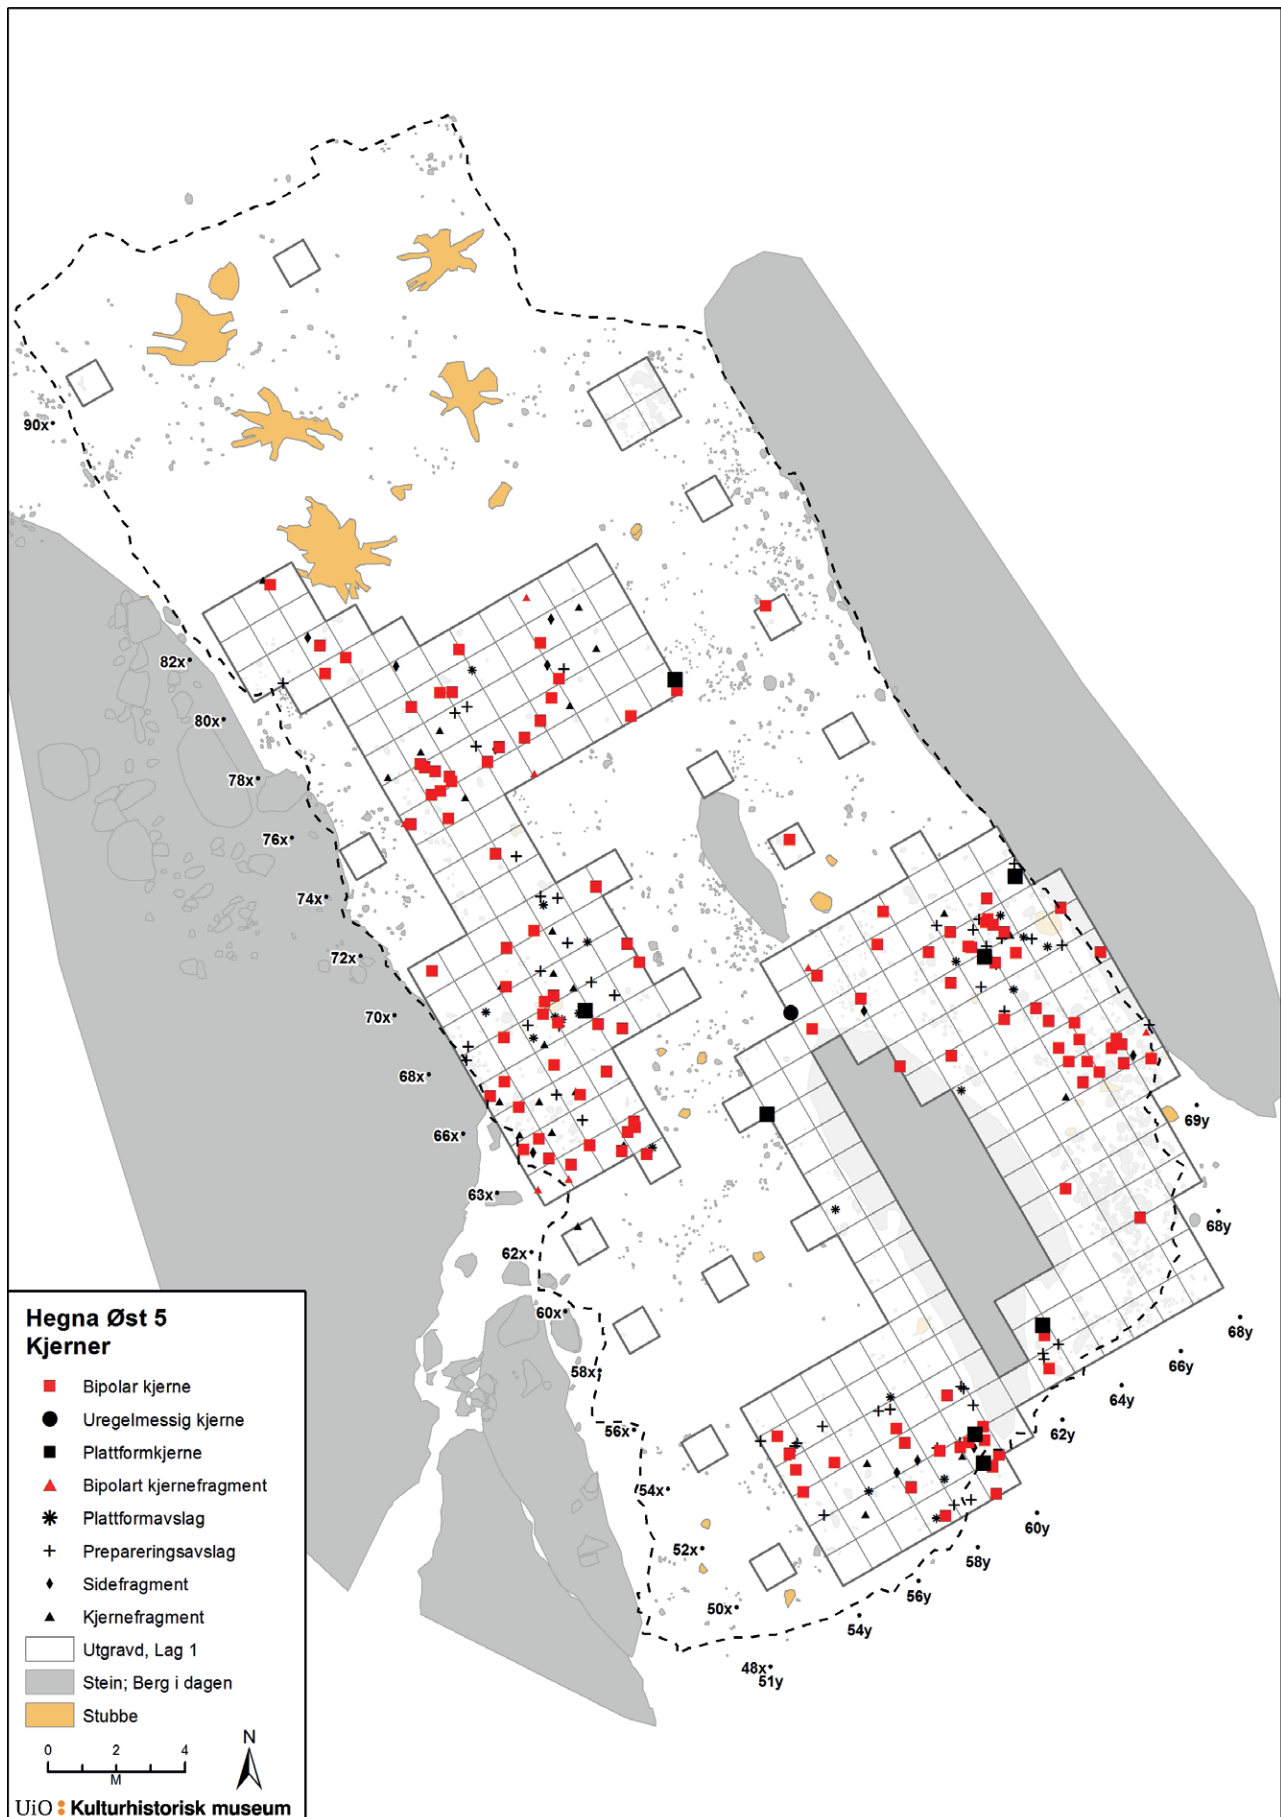 90x
82x
80x
78x
76x
74x
72x
70x
68x
66x
63x
62x
60x
58x
56x
54x
52x
50x
48x
51y
54y
56y
58y
60y
62y
64y
66y
68y
68y
69y
Hegna Øst 5
Kjerner
Bipolar kjerne
Uregelmessig kjerne
Plattformkjerne
Bipolart kjernefragment
Plattformavslag
Prepareringsavslag
Sidefragment
Kjernefragment
Utgravd, Lag 1
Stein; Berg i dagen
Stubbe
0 2 4
M
N
UiO Kulturhistorisk museum